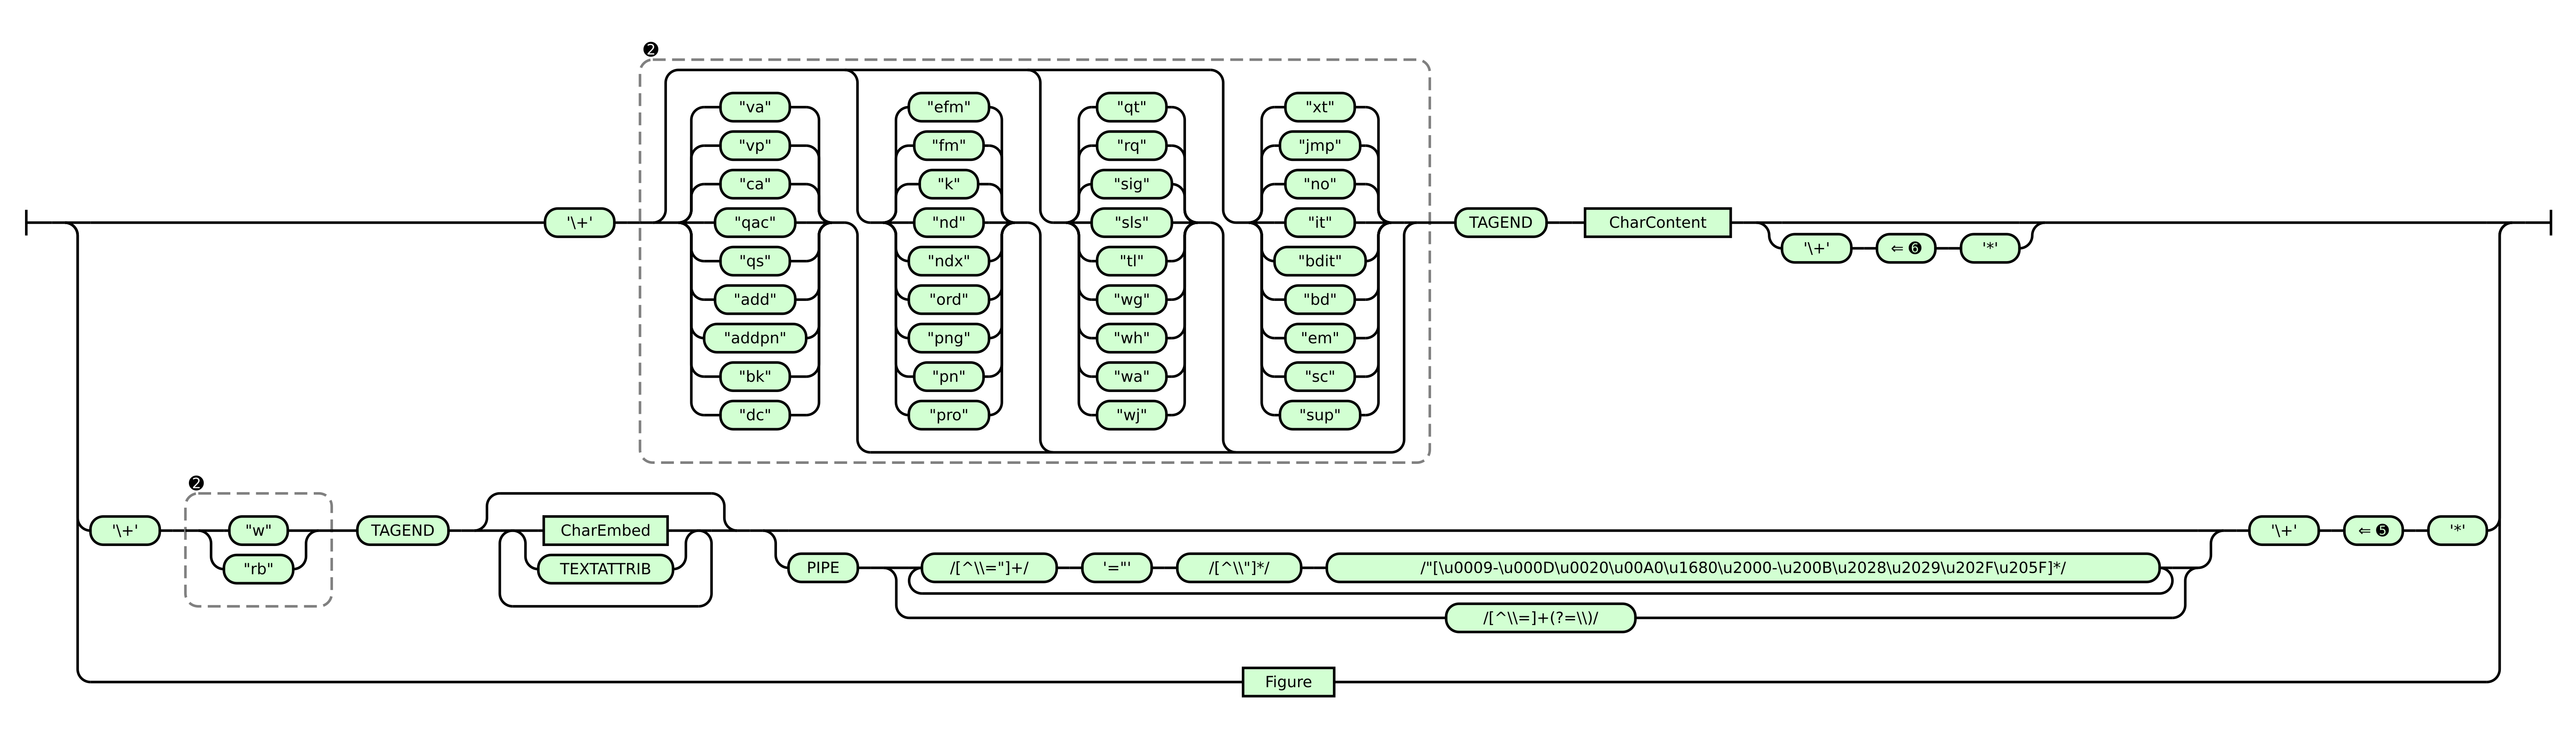 ❷
"va" "efm" "qt" "xt"
"vp" "fm" "rq" "jmp"
"ca" "k" "sig" "no"
'\+' "qac" "nd" "sls" "it" TAGEND CharContent
"qs" "ndx" "tl" "bdit" '\+' ⇐ ❻ '*'
"add" "ord" "wg" "bd"
"addpn" "png" "wh" "em"
"bk" "pn" "wa" "sc"
"dc" "pro" "wj" "sup"
❷
'\+' "w" TAGEND CharEmbed '\+' ⇐ ❺ '*'
"rb" TEXTATTRIB PIPE /[^\\="]+/ '="' /[^\\"]*/ /"[\u0009-\u000D\u0020\u00A0\u1680\u2000-\u200B\u2028\u2029\u202F\u205F]*/
/[^\\=]+(?=\\)/
Figure